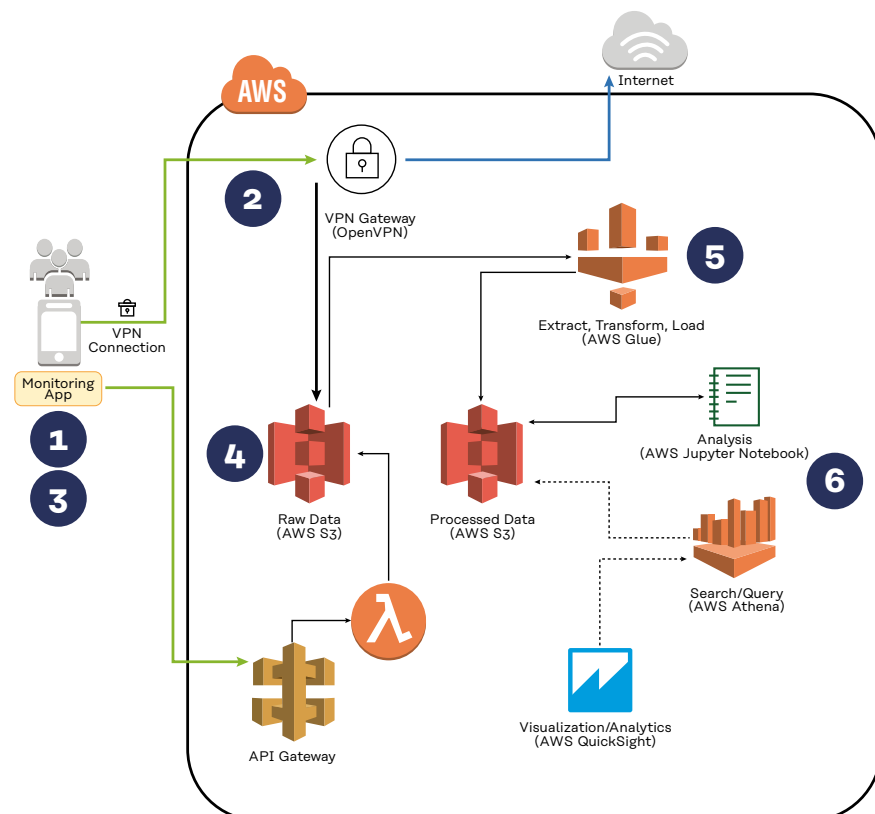 Internet
AWS
2
VPN Gateway
(OpenVPN)
5
Extract, Transform, Load
(AWS Glue)
VPN
Connection
Monitoring
App
1
3
4
Raw Data
(AWS S3)
Processed Data
(AWS S3)
Analysis
(AWS Jupyter Notebook)
6
Search/Query
(AWS Athena)
λ
Visualization/Analytics
(AWS QuickSight)
API Gateway